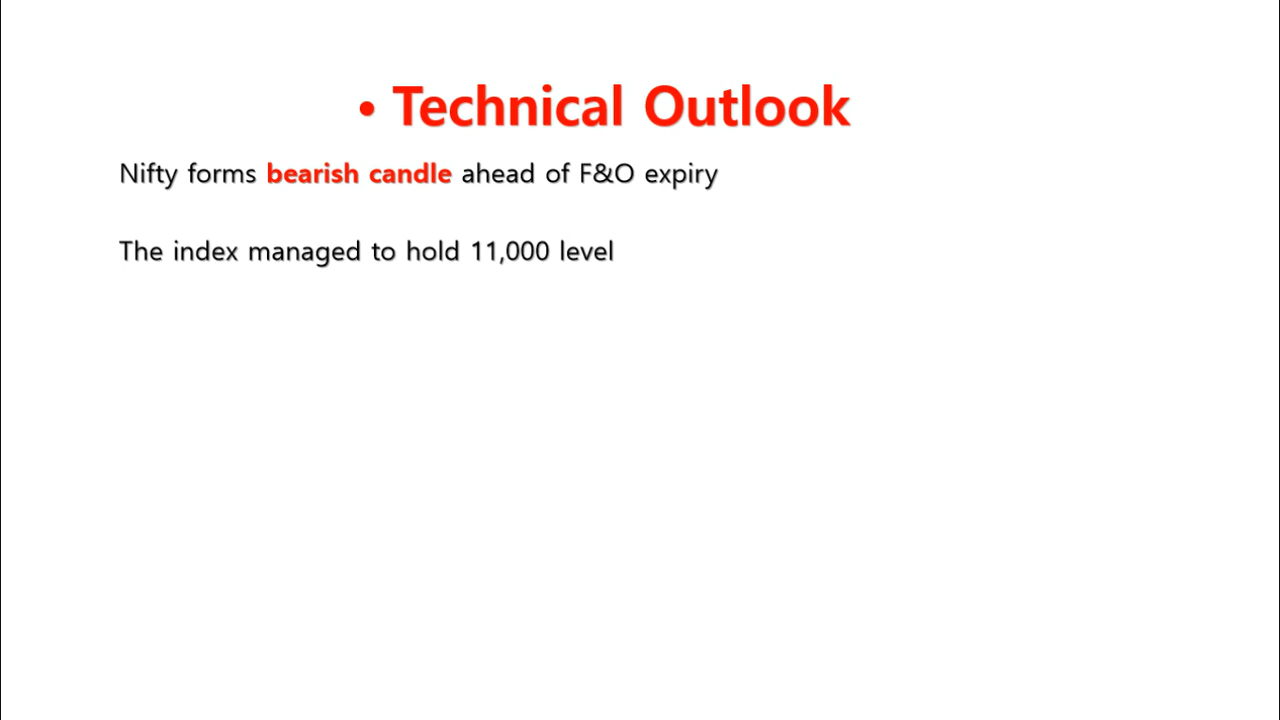 • Technical Outlook
Nifty forms bearish candle ahead of F&O expiry
The index managed to hold 11,000 level